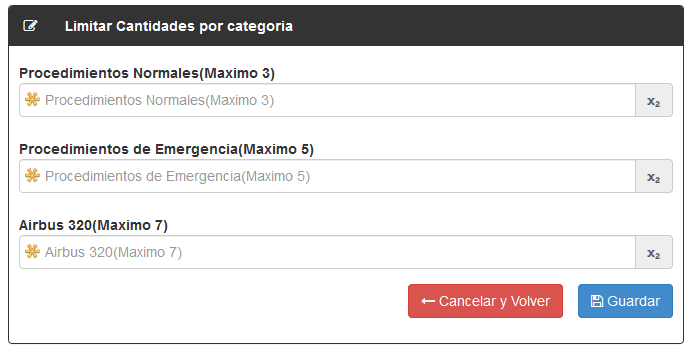 Limitar Cantidades por categoria
Procedimientos Normales(Maximo 3)
Procedimientos Normales(Maximo 3)
x₂
Procedimientos de Emergencia(Maximo 5)
Procedimientos de Emergencia(Maximo 5)
x₂
Airbus 320(Maximo 7)
Airbus 320(Maximo 7)
x₂
Cancelar y Volver
Guardar